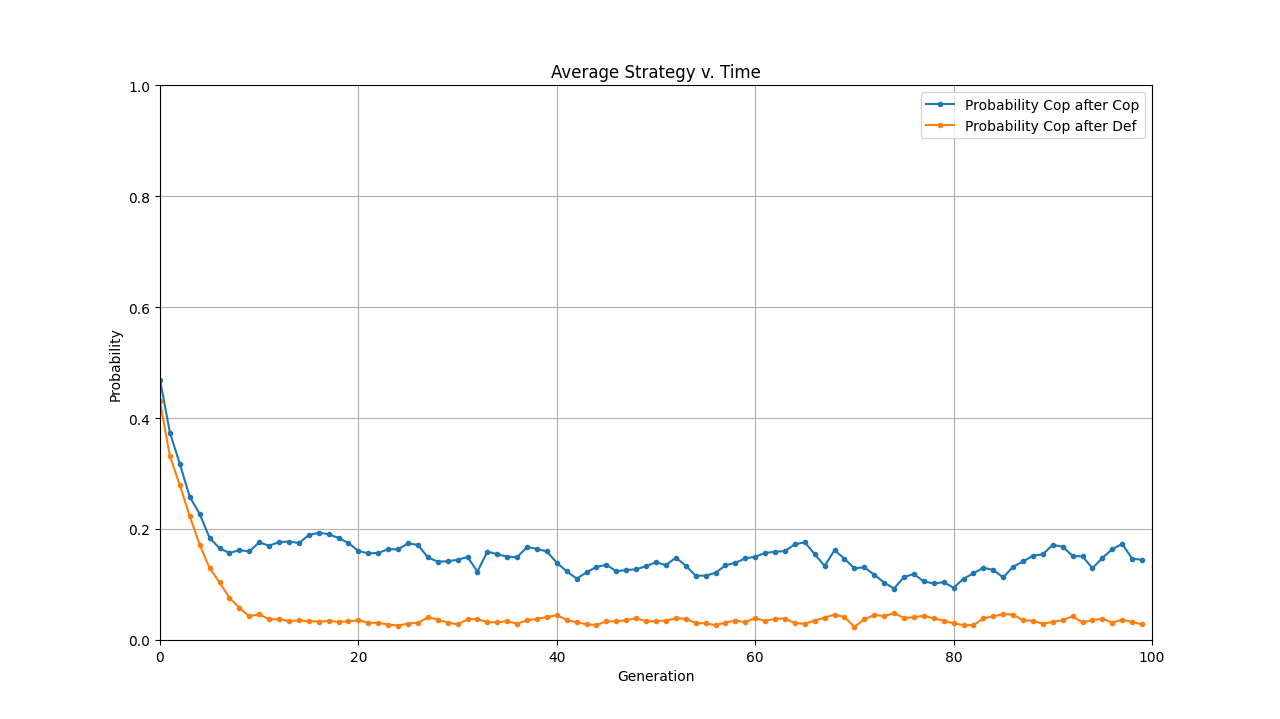 Average Strategy v. Time
Probability Cop after Cop
Probability Cop after Def
1.0
0.8
0.6
0.4
0.2
0.0
Probability
0 20 40 60 80 100
Generation